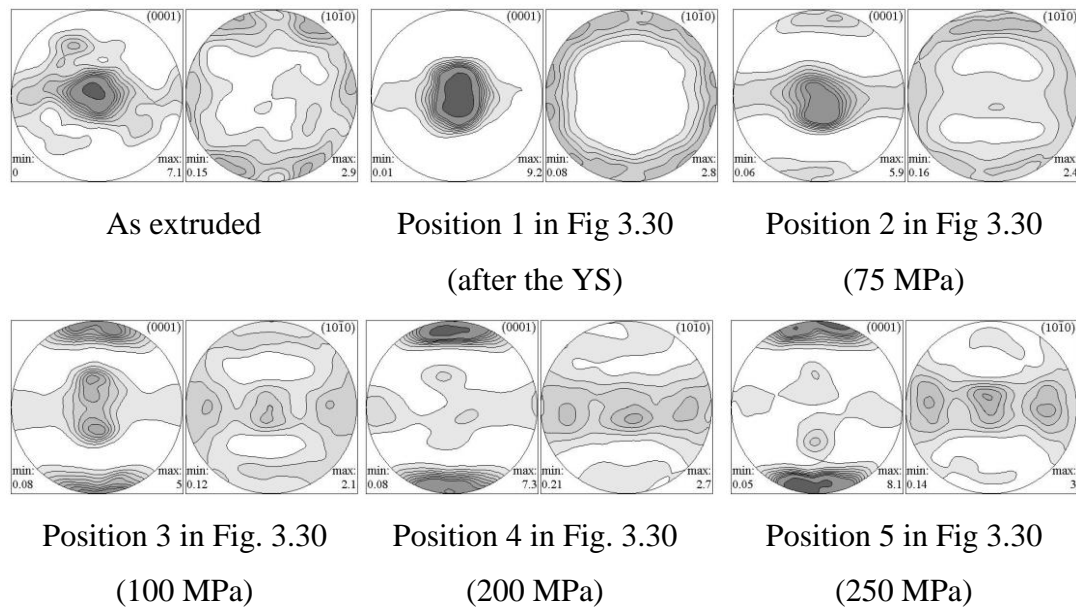 (0001) (10Ī0) (0001) (10Ī0) (0001) (10Ī0)
min: max: min: max: min: max: min: max: min: max: min: max:
0 7.1 0.15 2.9 0.01 9.2 0.08 2.8 0.06 5.9 0.16 2.4
As extruded Position 1 in Fig 3.30 Position 2 in Fig 3.30
(after the YS) (75 MPa)
(0001) (10Ī0) (0001) (10Ī0) (0001) (10Ī0)
min: max: min: max: min: max: min: max: min: max: min: max:
0.08 5 0.12 2.1 0.08 7.3 0.21 2.7 0.05 8.1 0.14 3
Position 3 in Fig. 3.30 Position 4 in Fig. 3.30 Position 5 in Fig 3.30
(100 MPa) (200 MPa) (250 MPa)